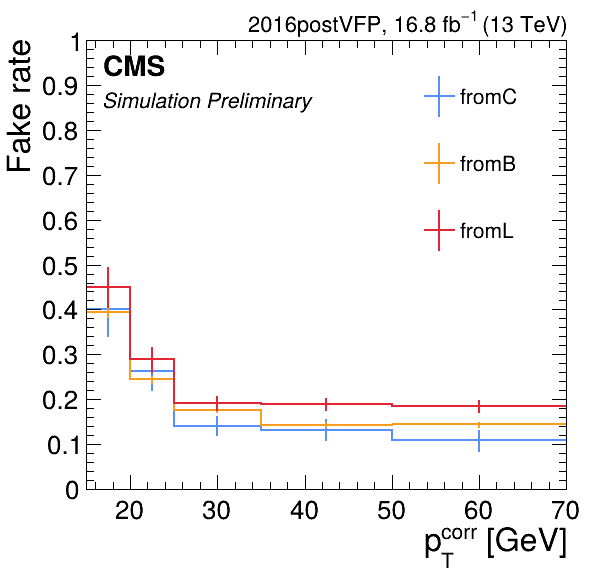 2016postVFP, 16.8 fb⁻¹ (13 TeV)
CMS
Simulation Preliminary
fromC
fromB
fromL
Fake rate
1
0.9
0.8
0.7
0.6
0.5
0.4
0.3
0.2
0.1
0
20 30 40 50 60 70
p_T^corr [GeV]